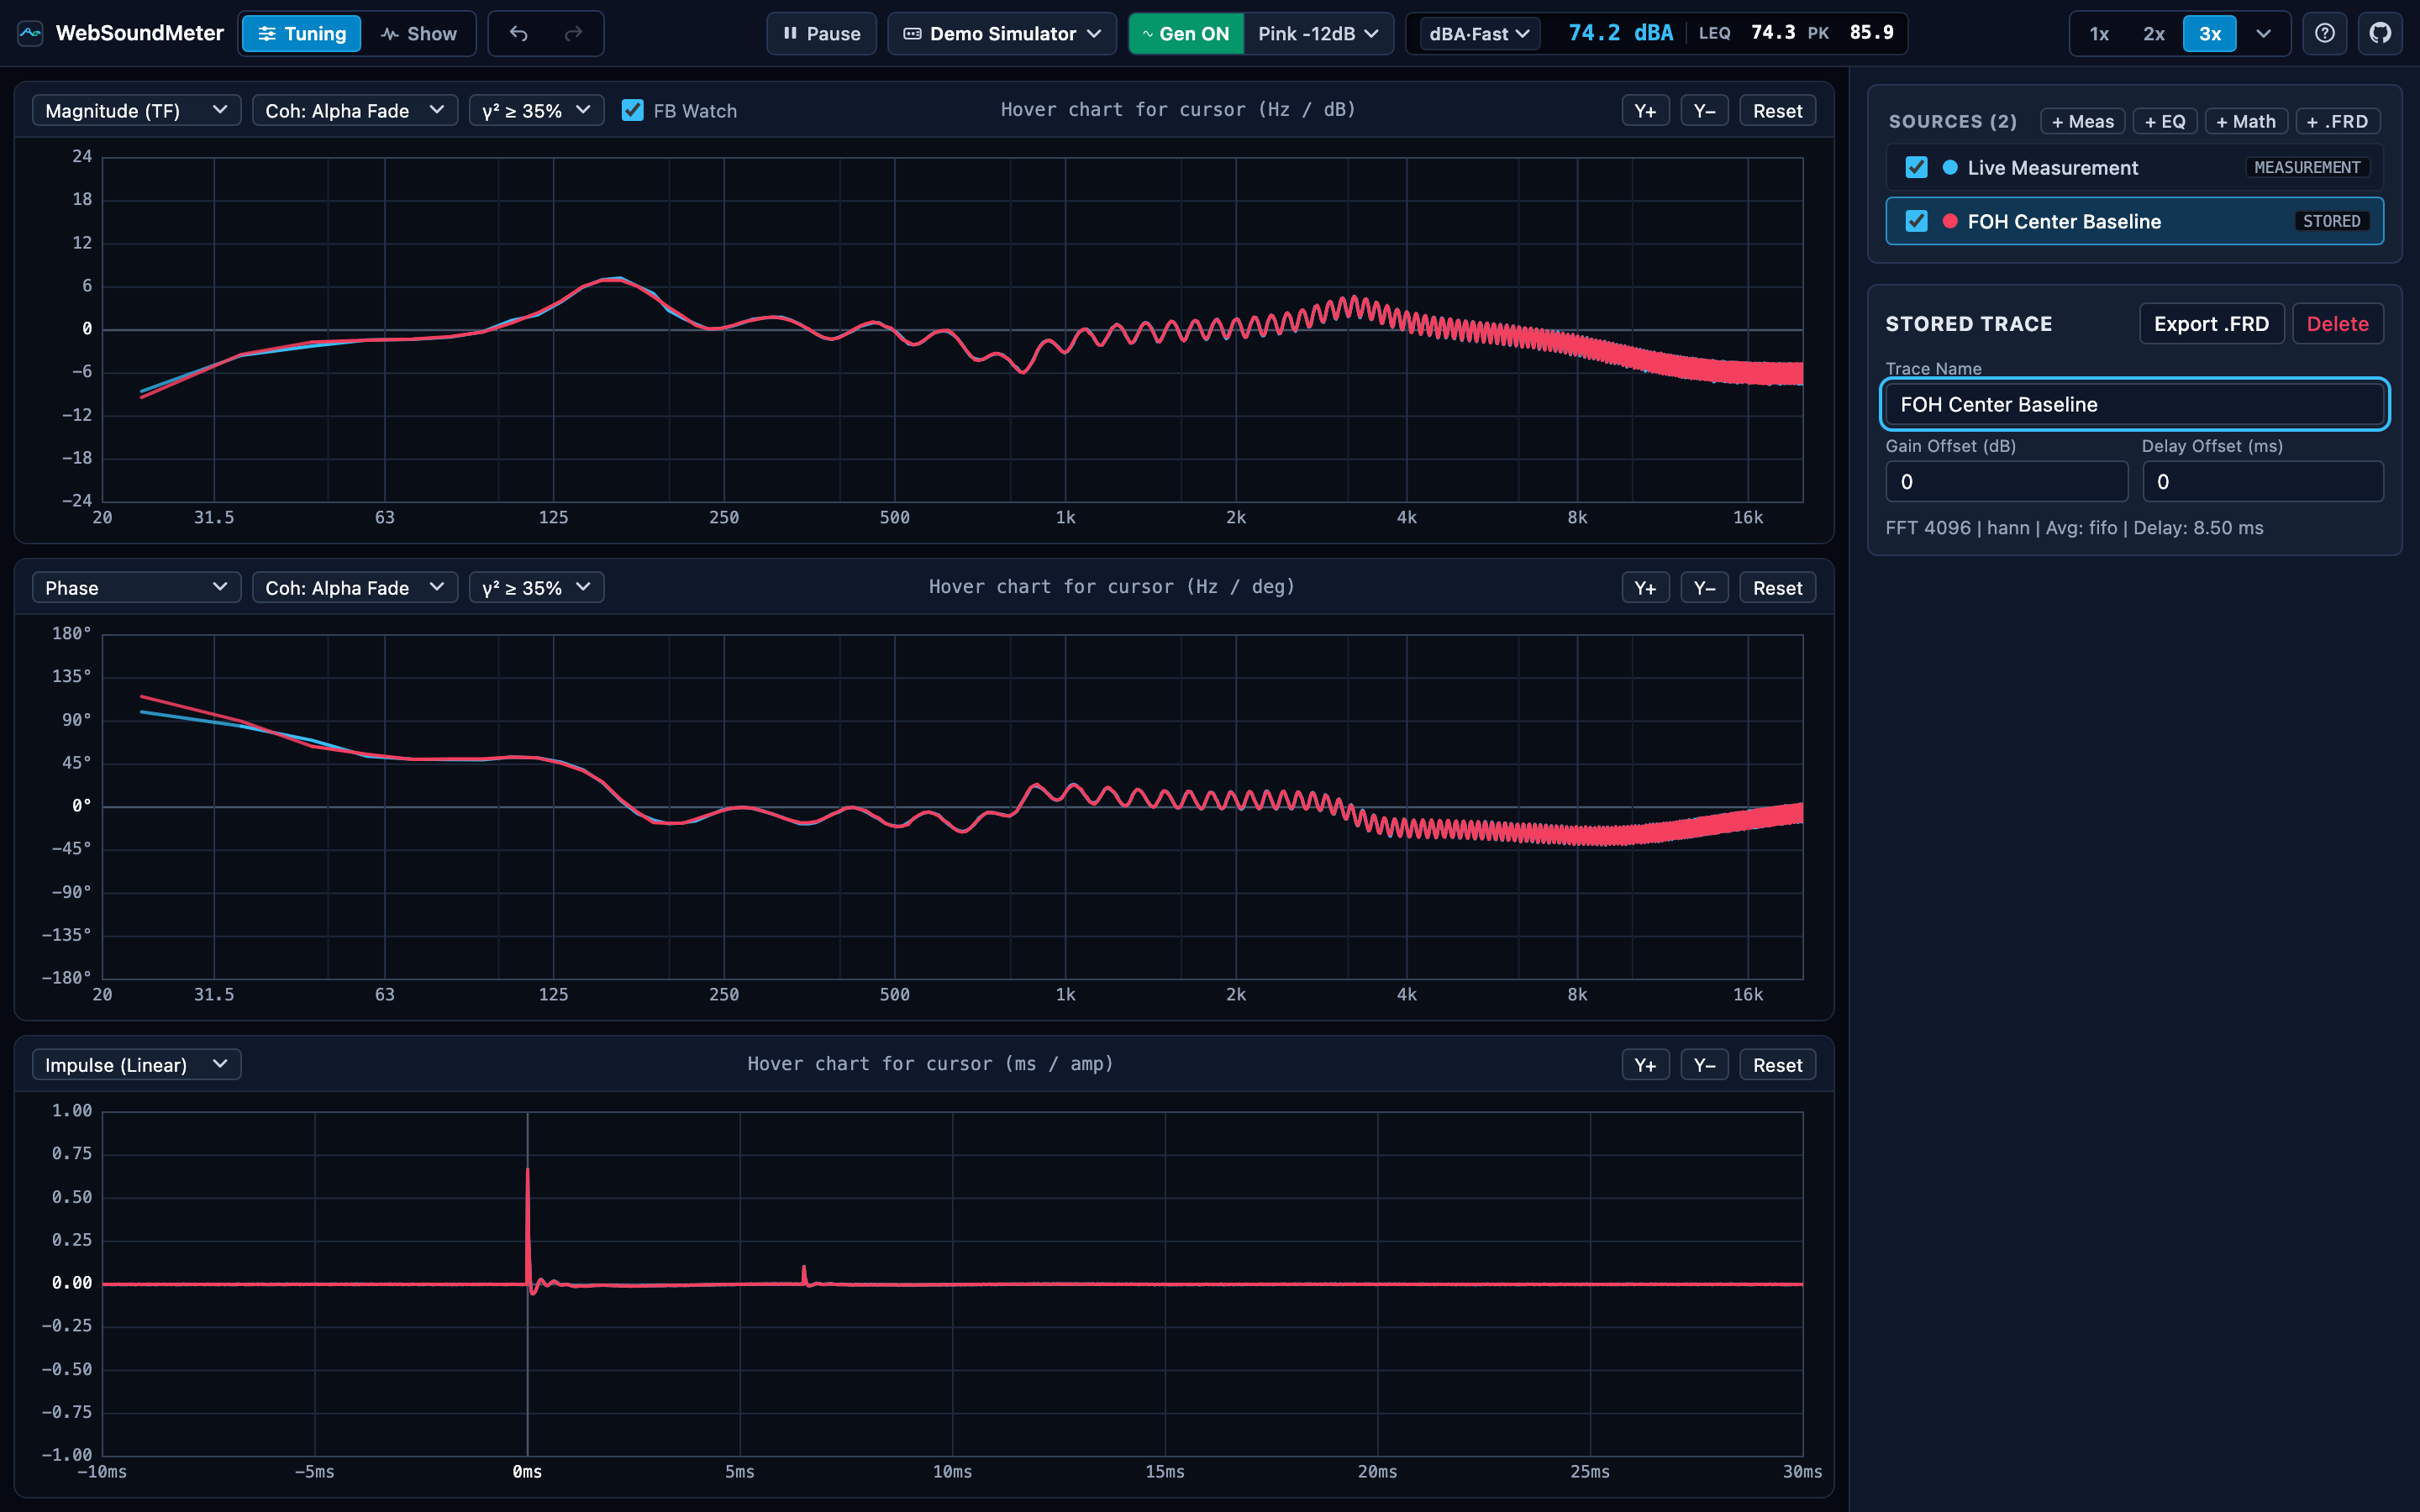 WebSoundMeter Tuning Show Pause Demo Simulator ~ Gen ON Pink -12dB dBA·Fast 74.2 dBA LEQ 74.3 PK 85.9 1x 2x 3x ?
Magnitude (TF) Coh: Alpha Fade γ² ≥ 35% FB Watch Hover chart for cursor (Hz / dB) Y+ Y− Reset
24
18
12
6
0
−6
−12
−18
−24
20 31.5 63 125 250 500 1k 2k 4k 8k 16k
Phase Coh: Alpha Fade γ² ≥ 35% Hover chart for cursor (Hz / deg) Y+ Y− Reset
180°
135°
90°
45°
0°
−45°
−90°
−135°
−180°
20 31.5 63 125 250 500 1k 2k 4k 8k 16k
Impulse (Linear) Hover chart for cursor (ms / amp) Y+ Y− Reset
1.00
0.75
0.50
0.25
0.00
−0.25
−0.50
−0.75
−1.00
−10ms −5ms 0ms 5ms 10ms 15ms 20ms 25ms 30ms
SOURCES (2) + Meas + EQ + Math + .FRD
Live Measurement MEASUREMENT
FOH Center Baseline STORED
STORED TRACE Export .FRD Delete
Trace Name
FOH Center Baseline
Gain Offset (dB) Delay Offset (ms)
0 0
FFT 4096 | hann | Avg: fifo | Delay: 8.50 ms